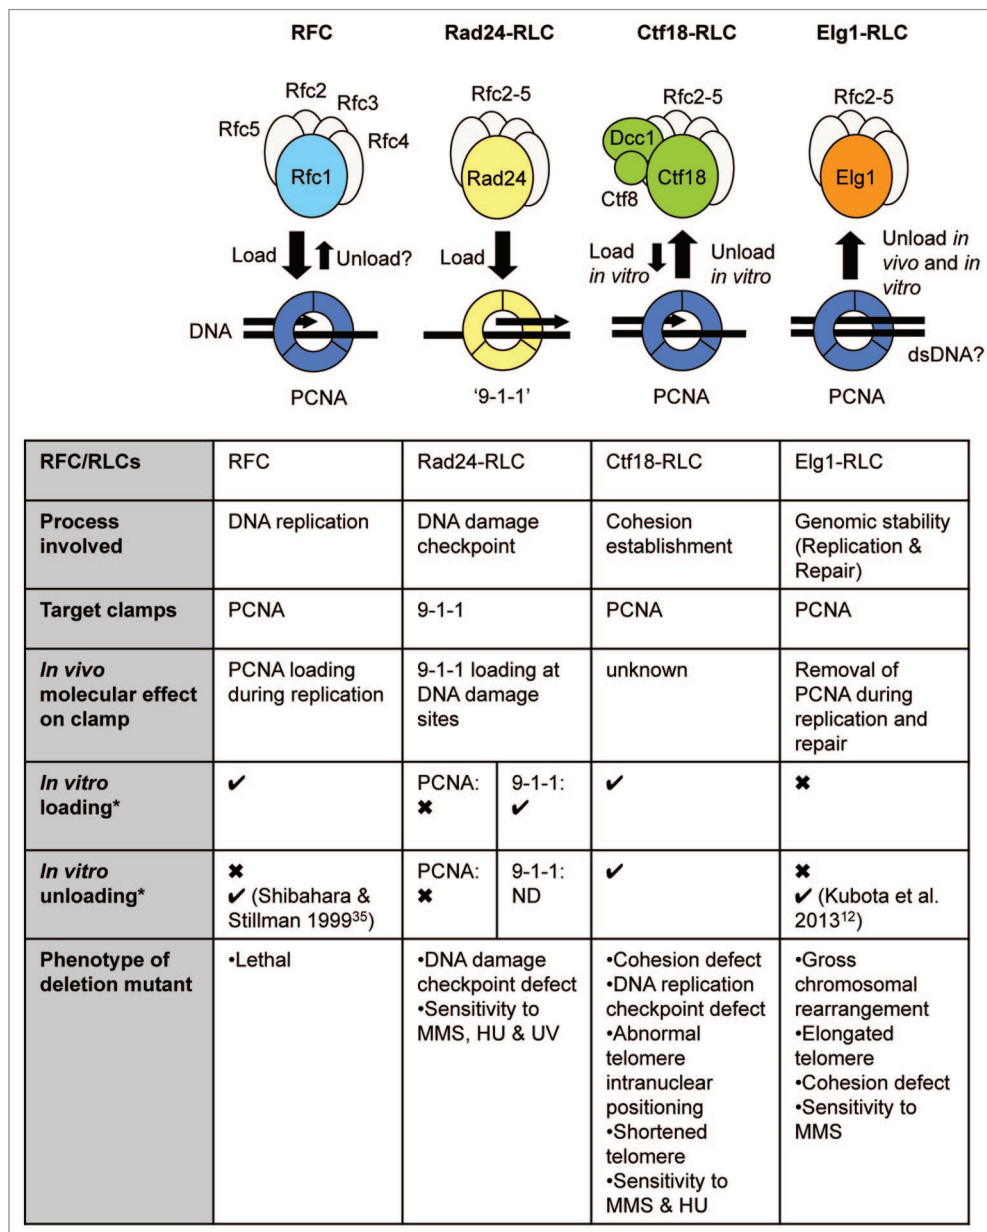 RFC
Rad24-RLC
Ctf18-RLC
Elg1-RLC
Rfc5
Rfc2
Rfc3
Rfc4
Rfc1
Rfc2-5
Rad24
Rfc2-5
Dcc1
Ctf8
Ctf18
Rfc2-5
Elg1
Load
Unload?
Load
Load
in vitro
Unload
in vitro
Unload in
vivo and in
vitro
DNA
dsDNA?
PCNA
'9-1-1'
PCNA
PCNA
RFC/RLCs
RFC
Rad24-RLC
Ctf18-RLC
Elg1-RLC
Process
involved
DNA replication
DNA damage
checkpoint
Cohesion
establishment
Genomic stability
(Replication &
Repair)
Target clamps
PCNA
9-1-1
PCNA
PCNA
In vivo
molecular effect
on clamp
PCNA loading
during replication
9-1-1 loading at
DNA damage
sites
unknown
Removal of
PCNA during
replication and
repair
In vitro
loading*
✔
PCNA:
✖
9-1-1:
✔
✔
✖
In vitro
unloading*
✖
✔ (Shibahara &
Stillman 1999³⁵)
PCNA:
✖
9-1-1:
ND
✔
✖
✔ (Kubota et al.
2013¹²)
Phenotype of
deletion mutant
•Lethal
•DNA damage
checkpoint defect
•Sensitivity to
MMS, HU & UV
•Cohesion defect
•DNA replication
checkpoint defect
•Abnormal
telomere
intranuclear
positioning
•Shortened
telomere
•Sensitivity to
MMS & HU
•Gross
chromosomal
rearrangement
•Elongated
telomere
•Cohesion defect
•Sensitivity to
MMS